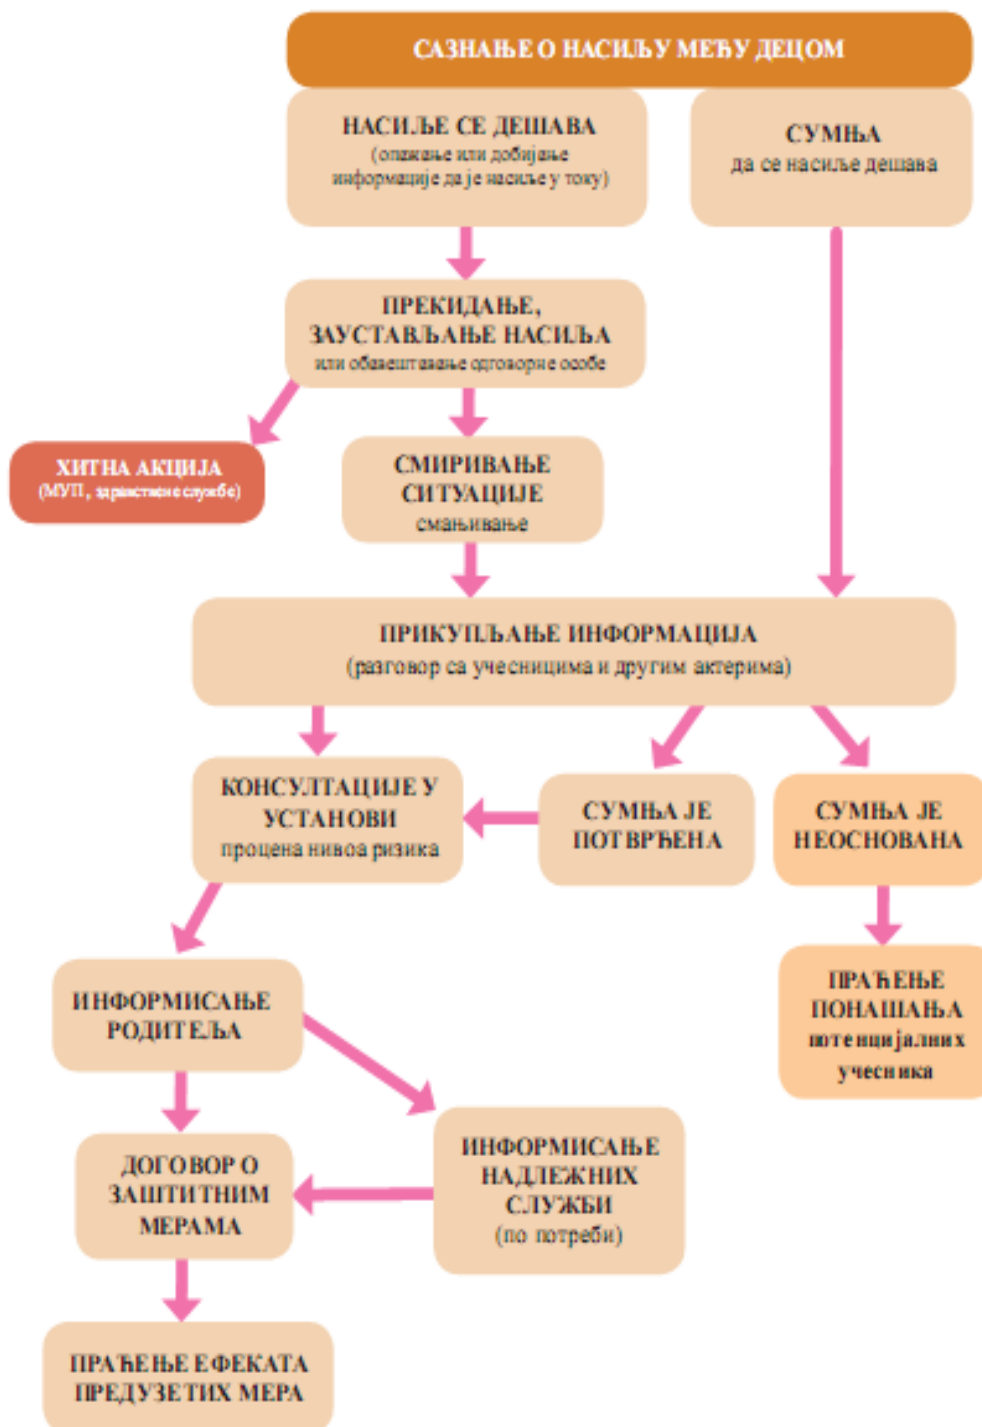 САЗНАЊЕ О НАСИЉУ МЕЂУ ДЕЦОМ
НАСИЉЕ СЕ ДЕШАВА
(опажање или добијање
информације да је насиље у току)
СУМЊА
да се насиље дешава
ПРЕКИДАЊЕ,
ЗАУСТАВЉАЊЕ НАСИЉА
или обавештавање одговорне особе
ХИТНА АКЦИЈА
(МУП, здравствене службе)
СМИРИВАЊЕ
СИТУАЦИЈЕ
смањивање
ПРИКУПЉАЊЕ ИНФОРМАЦИЈА
(разговор са учесницима и другим актерима)
КОНСУЛТАЦИЈЕ У
УСТАНОВИ
процена нивоа ризика
СУМЊА ЈЕ
ПОТВРЂЕНА
СУМЊА ЈЕ
НЕОСНОВАНА
ИНФОРМИСАЊЕ
РОДИТЕЉА
ПРАЋЕЊЕ
ПОНАШАЊА
потенцијалних
учесника
ДОГОВОР О
ЗАШТИТНИМ
МЕРАМА
ИНФОРМИСАЊЕ
НАДЛЕЖНИХ
СЛУЖБИ
(по потреби)
ПРАЋЕЊЕ ЕФЕКАТА
ПРЕДУЗЕТИХ МЕРА